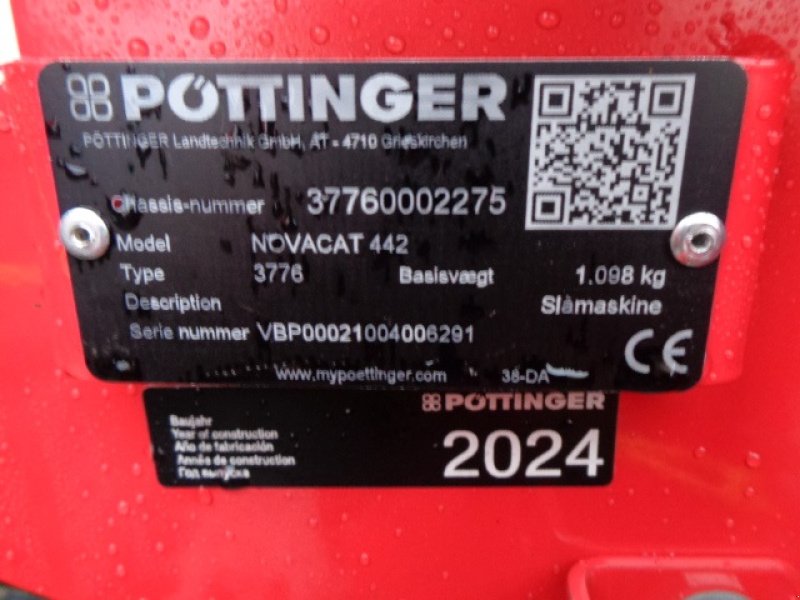 PÖTTINGER
PÖTTINGER Landtechnik GmbH, AT - 4710 Grieskirchen
Chassis-nummer 37760002275
Model NOVACAT 442
Type 3776 Basisvægt 1.098 kg
Description Slåmaskine
Serie nummer VBP00021004006291
CE
www.mypoettinger.com 38-DA
PÖTTINGER
Baujahr
Year of construction
Año de fabricación
Année de construction
Год выпуска
2024